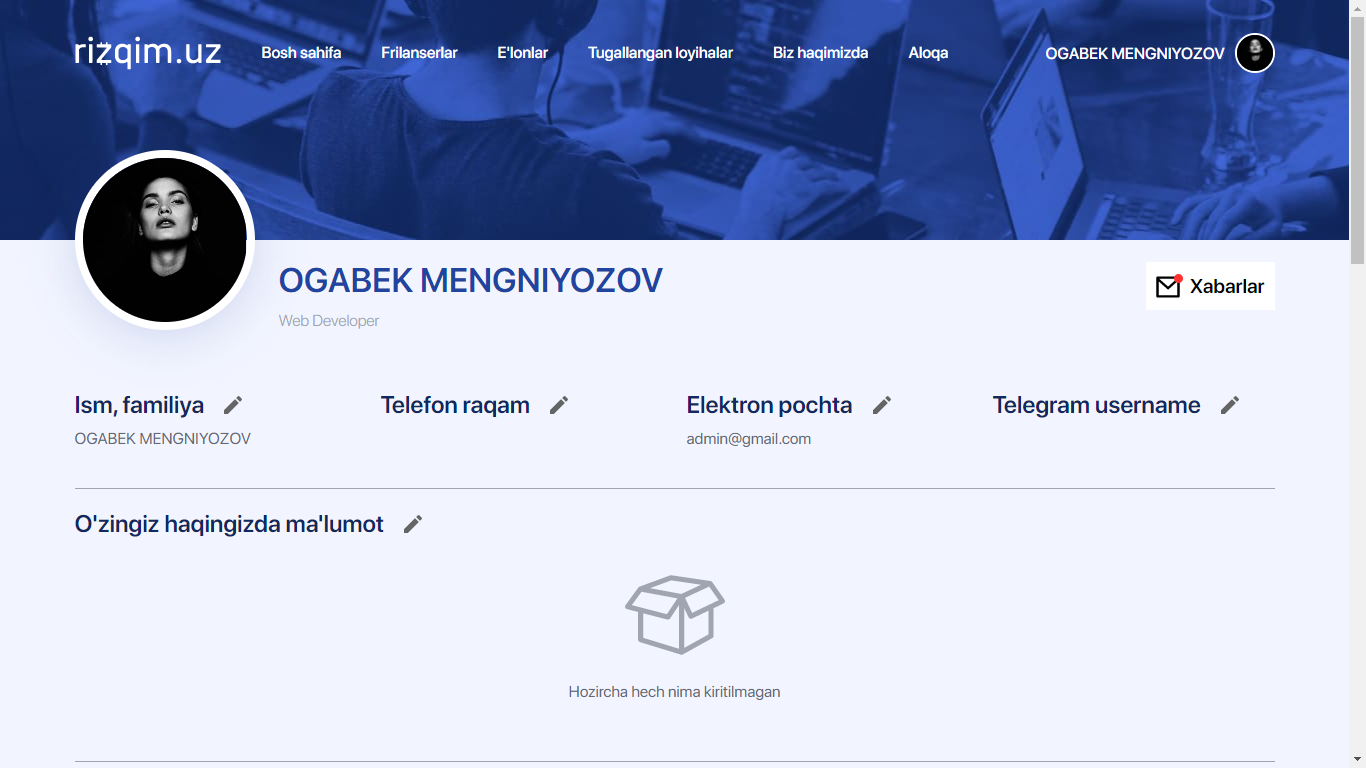 rizqim.uz Bosh sahifa Frilanserlar E'lonlar Tugallangan loyihalar Biz haqimizda Aloqa OGABEK MENGNIYOZOV
OGABEK MENGNIYOZOV
Xabarlar
Web Developer
Ism, familiya Telefon raqam Elektron pochta Telegram username
OGABEK MENGNIYOZOV admin@gmail.com
O'zingiz haqingizda ma'lumot
Hozircha hech nima kiritilmagan